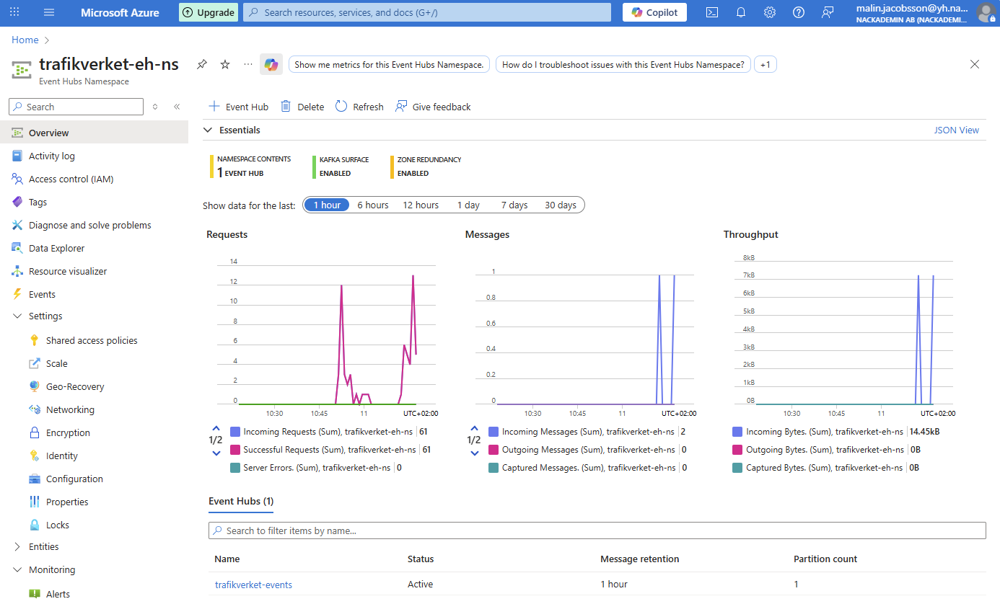 Microsoft Azure
Upgrade
Search resources, services, and docs (G+/)
Copilot
malin.jacobsson@yh.na...
NACKADEMIN AB (NACKADEMI...
Home
trafikverket-eh-ns
Event Hubs Namespace
Show me metrics for this Event Hubs Namespace.
How do I troubleshoot issues with this Event Hubs Namespace?
+1
Search
Overview
Activity log
Access control (IAM)
Tags
Diagnose and solve problems
Data Explorer
Resource visualizer
Events
Settings
Shared access policies
Scale
Geo-Recovery
Networking
Encryption
Identity
Configuration
Properties
Locks
Entities
Monitoring
Alerts
Event Hub
Delete
Refresh
Give feedback
Essentials
JSON View
NAMESPACE CONTENTS
1 EVENT HUB
KAFKA SURFACE
ENABLED
ZONE REDUNDANCY
ENABLED
Show data for the last:
1 hour
6 hours
12 hours
1 day
7 days
30 days
Requests
14
12
10
8
6
4
2
0
10:30 10:45 11 UTC+02:00
1/2
Incoming Requests (Sum), trafikverket-eh-ns 61
Successful Requests (Sum), trafikverket-eh-ns 61
Server Errors. (Sum), trafikverket-eh-ns 0
Messages
1
0.8
0.6
0.4
0.2
0
10:30 10:45 11 UTC+02:00
1/2
Incoming Messages (Sum), trafikverket-eh-ns 2
Outgoing Messages (Sum), trafikverket-eh-ns 0
Captured Messages. (Sum), trafikverket-eh-ns 0
Throughput
8kB
7kB
6kB
5kB
4kB
3kB
2kB
1kB
0B
10:30 10:45 11 UTC+02:00
Incoming Bytes. (Sum), trafikverket-eh-ns 14.45kB
Outgoing Bytes. (Sum), trafikverket-eh-ns 0B
Captured Bytes. (Sum), trafikverket-eh-ns 0B
Event Hubs (1)
Search to filter items by name...
Name Status Message retention Partition count
trafikverket-events Active 1 hour 1